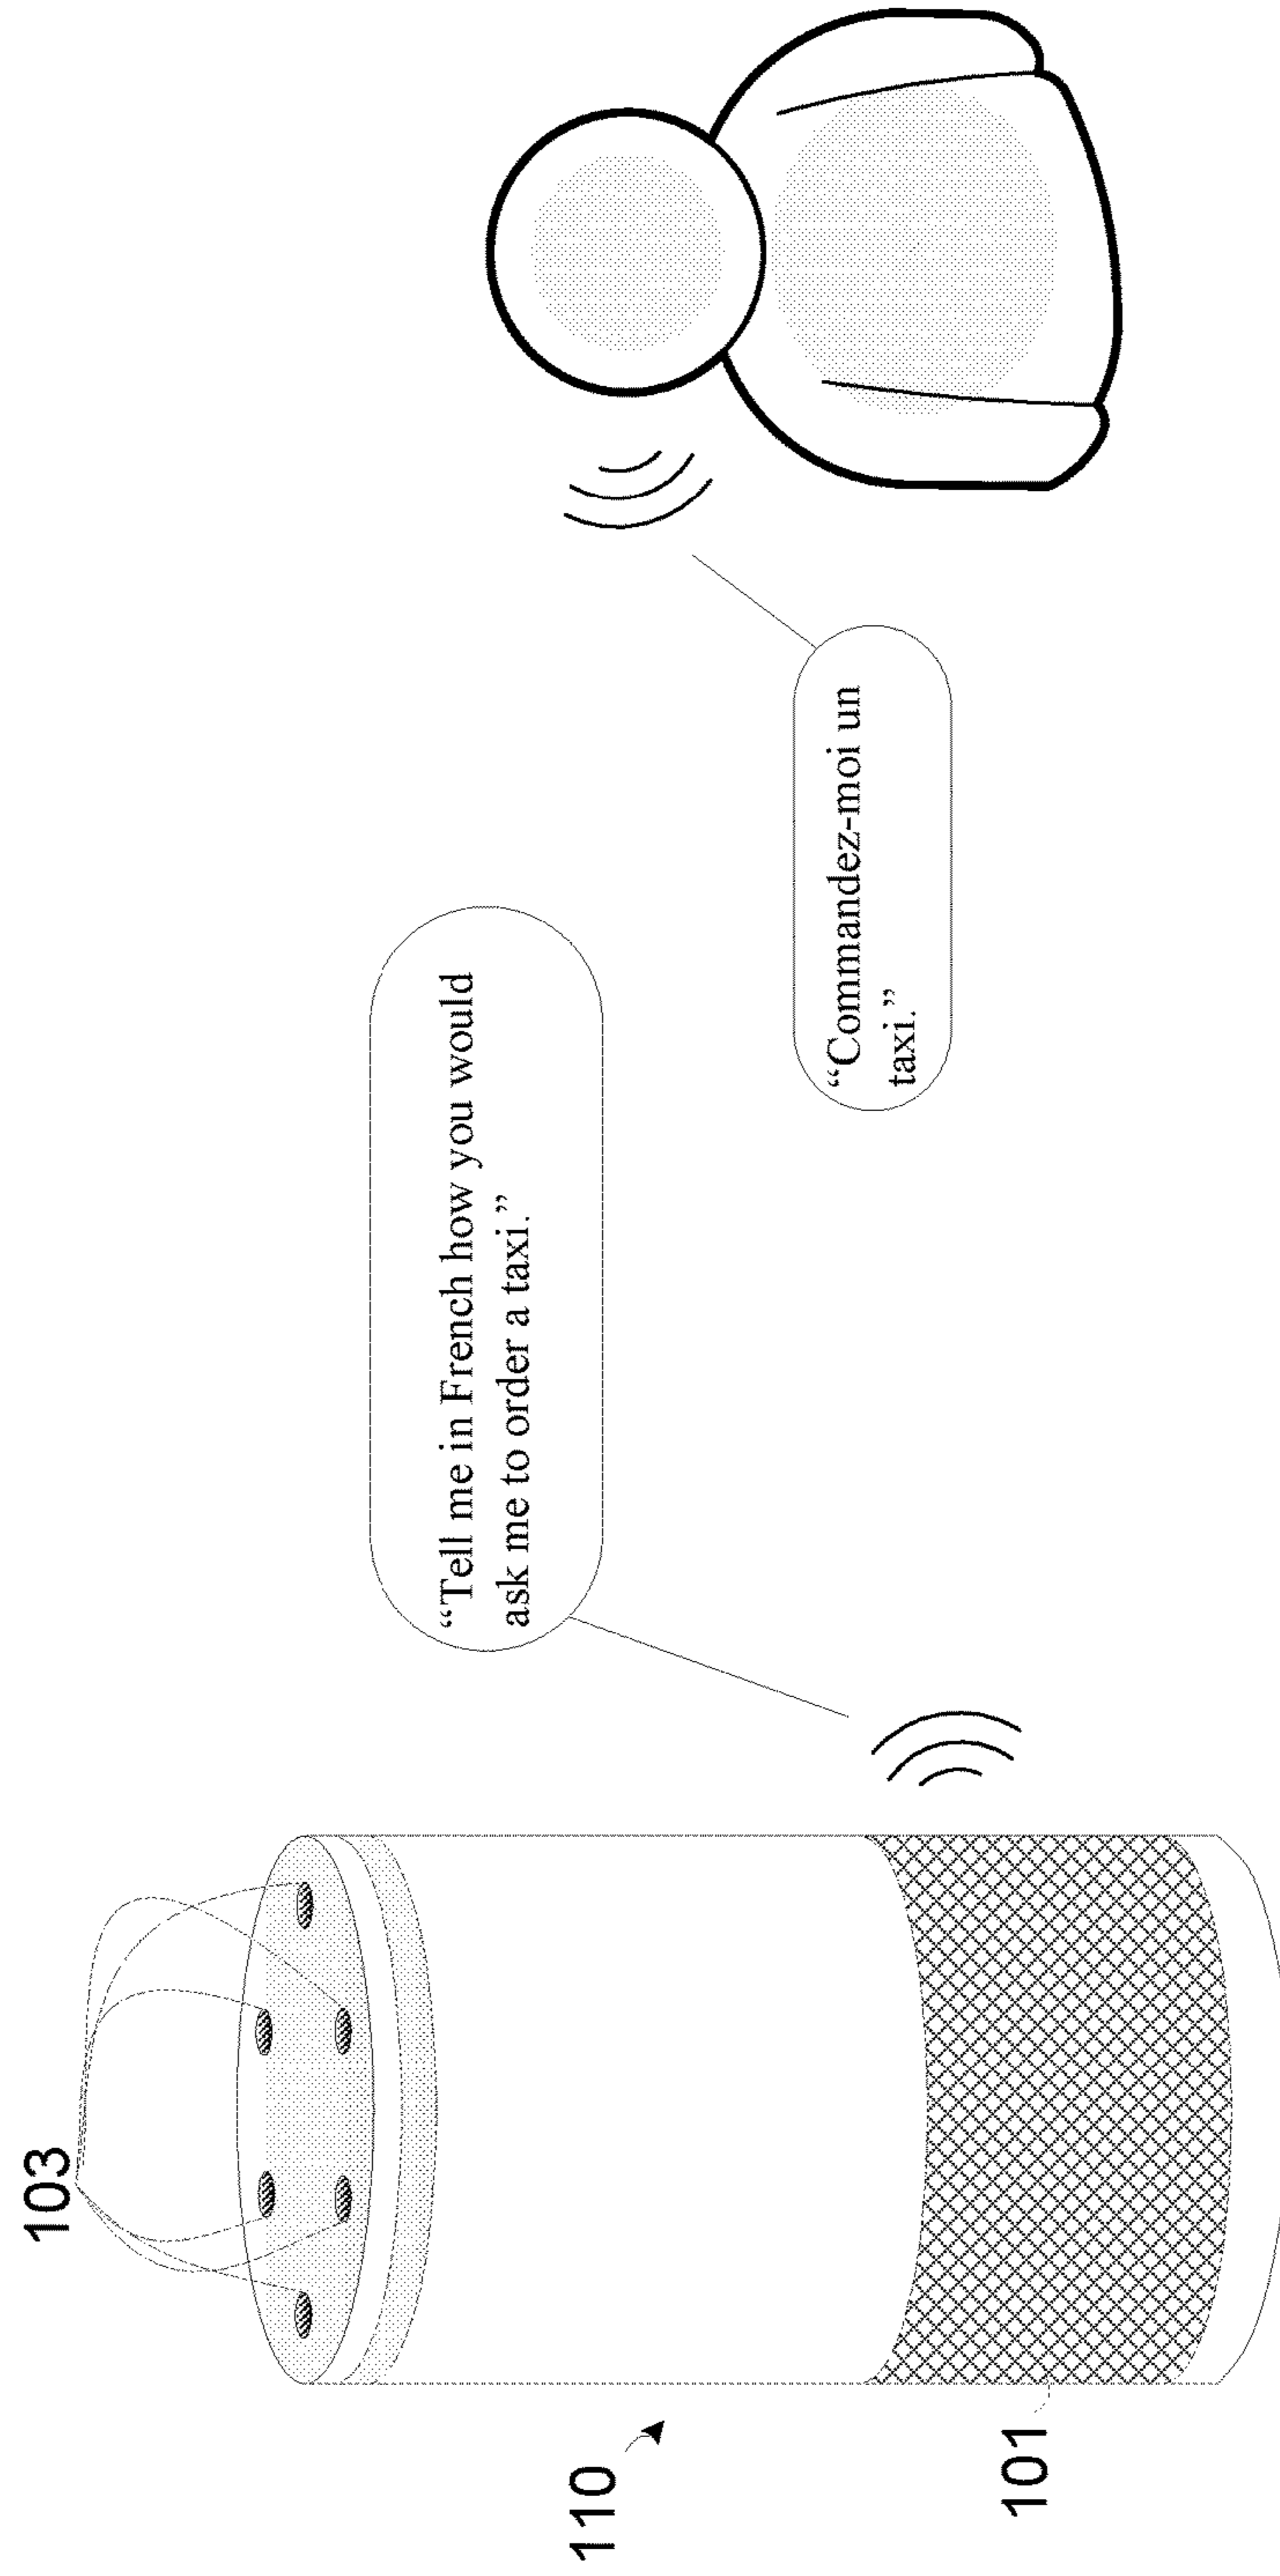 103
110
101
“Tell me in French how you would
ask me to order a taxi.”
“Commandez-moi un
taxi.”